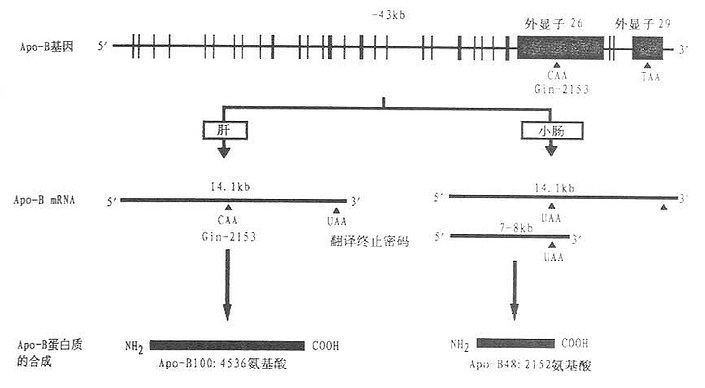 ~43kb
外显子 26
外显子 29
Apo-B基因
5′
3′
CAA
TAA
Gin-2153
肝
小肠
14.1kb
14.1kb
Apo-B mRNA
5′
3′
5′
3′
CAA
UAA
UAA
Gin-2153
翻译终止密码
5′
7-8kb
3′
UAA
Apo-B蛋白质
的合成
NH2
COOH
NH2
COOH
Apo-B100:4536氨基酸
Apo-B48:2152氨基酸